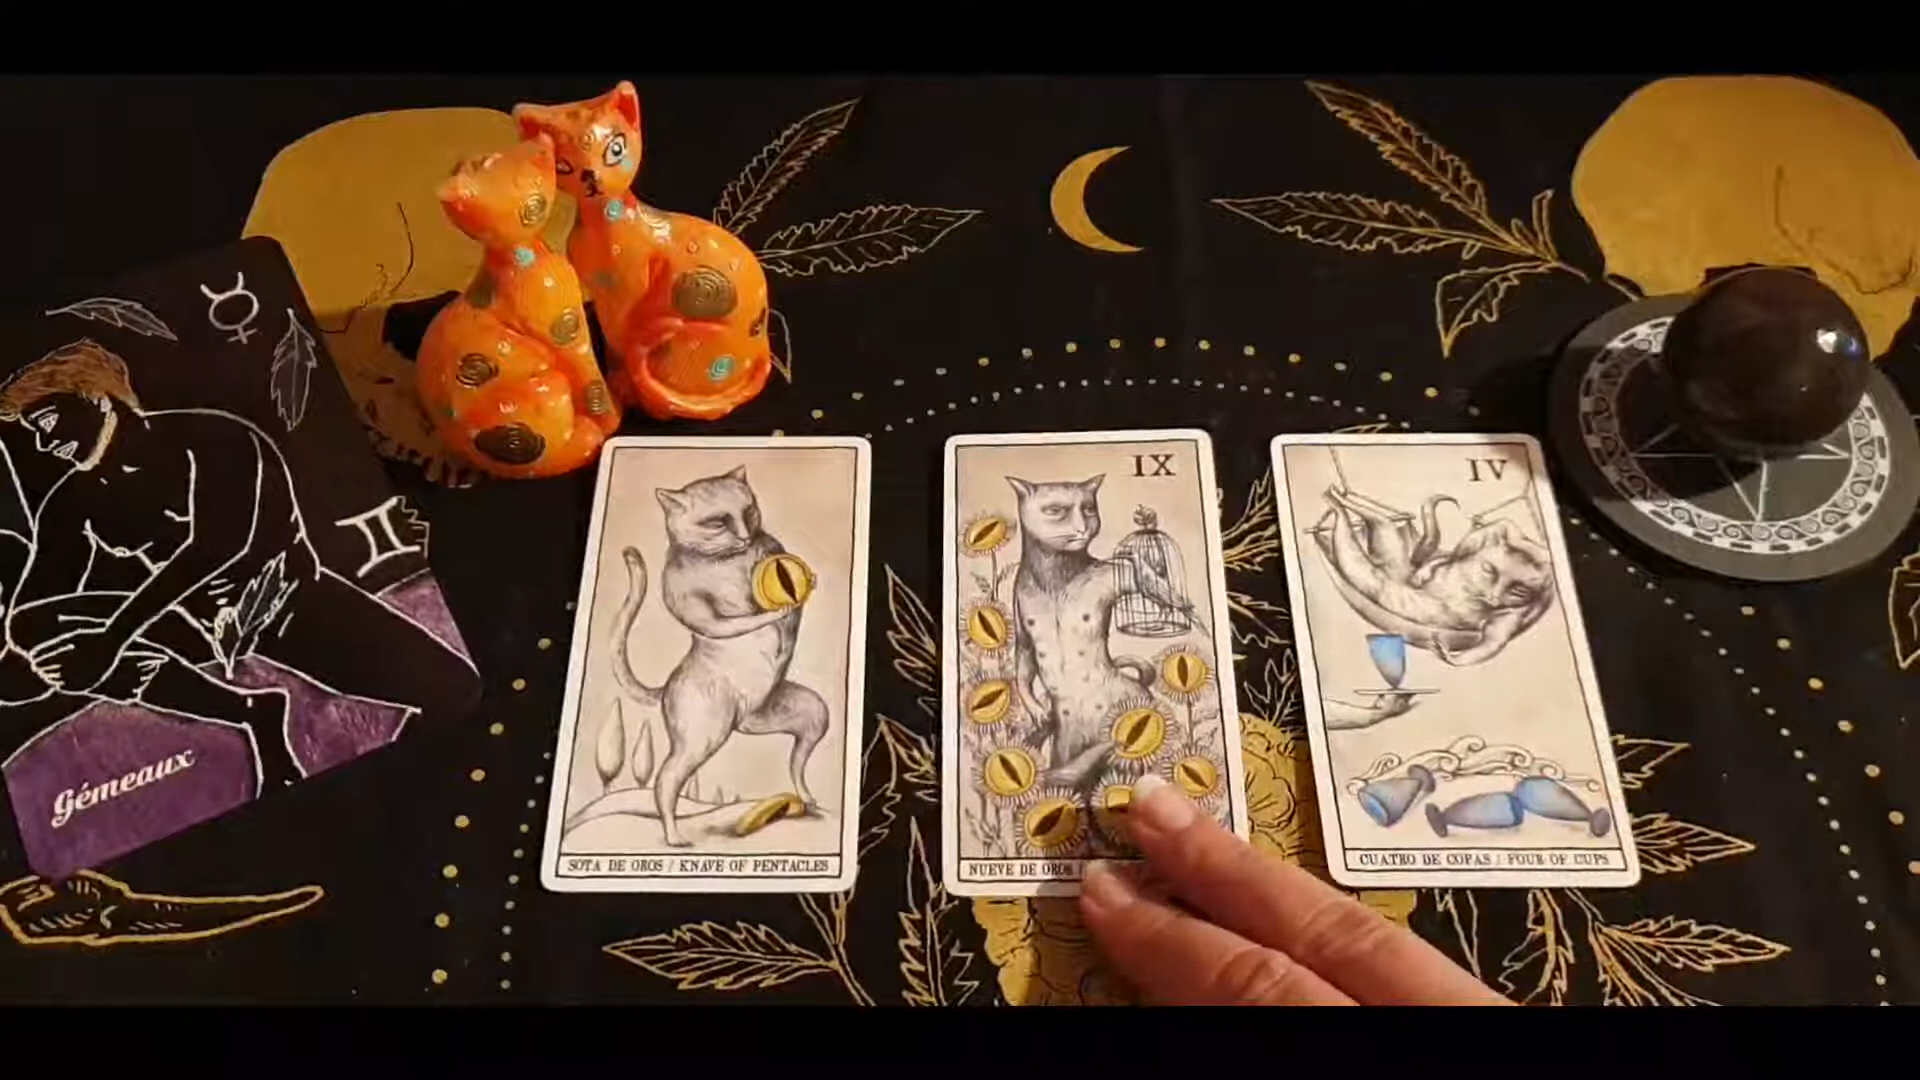 Gémeaux
SOTA DE OROS / KNAVE OF PENTACLES
IX
NUEVE DE OROS /
IV
CUATRO DE COPAS / FOUR OF CUPS